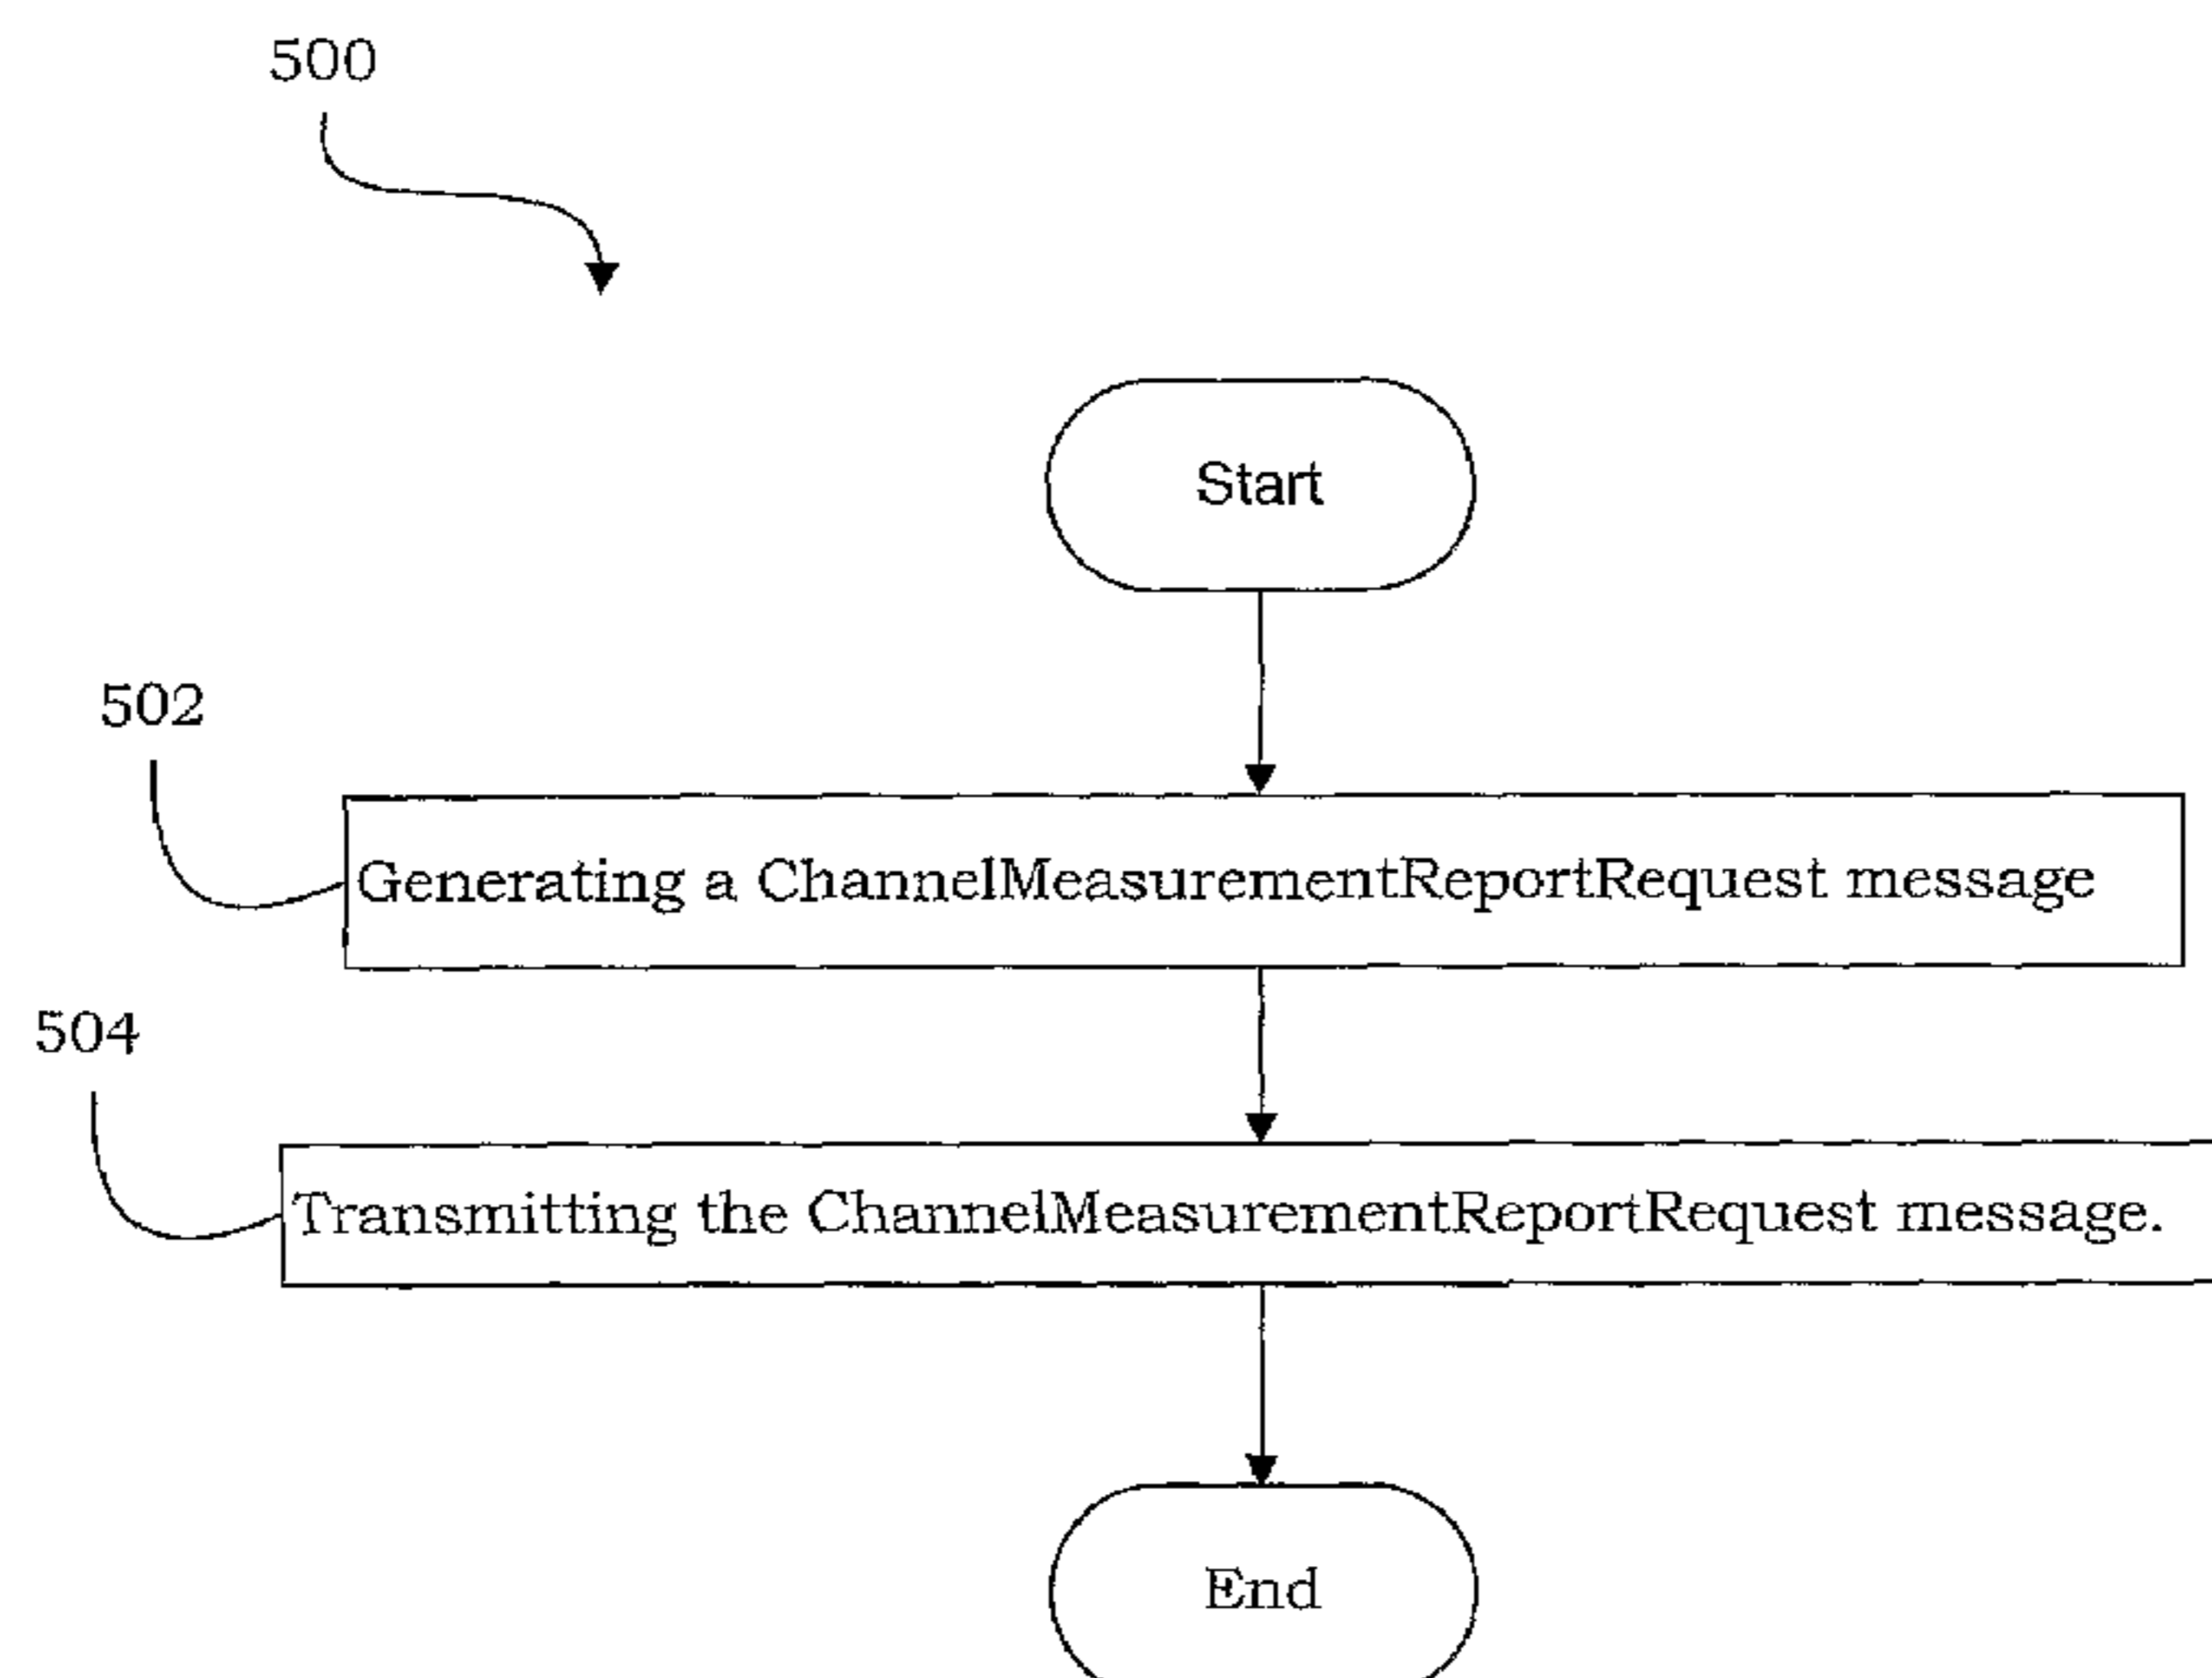 500
Start
502
Generating a ChannelMeasurementReportRequest message
504
Transmitting the ChannelMeasurementReportRequest message.
End